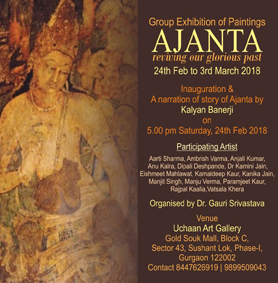 Group Exhibition of Paintings
AJANTA
reviving our glorious past
24th Feb to 3rd March 2018
Inauguration &
A narration of story of Ajanta by
Kalyan Banerji
on
5.00 pm Saturday, 24th Feb 2018
Participating Artist
Aarti Sharma, Ambrish Varma, Anjali Kumar,
Anu Kalra, Dipali Deshpande, Dr Kamini Jain,
Eishmeet Mahlawat, Kamaldeep Kaur, Kanika Jain,
Manjit Singh, Manju Verma, Paramjeet Kaur,
Rajpal Kaalia,Vatsala Khera
Organised by Dr. Gauri Srivastava
Venue
Uchaan Art Gallery
Gold Souk Mall, Block C,
Sector 43, Sushant Lok, Phase-I,
Gurgaon 122002
Contact 8447626919 | 9899509043